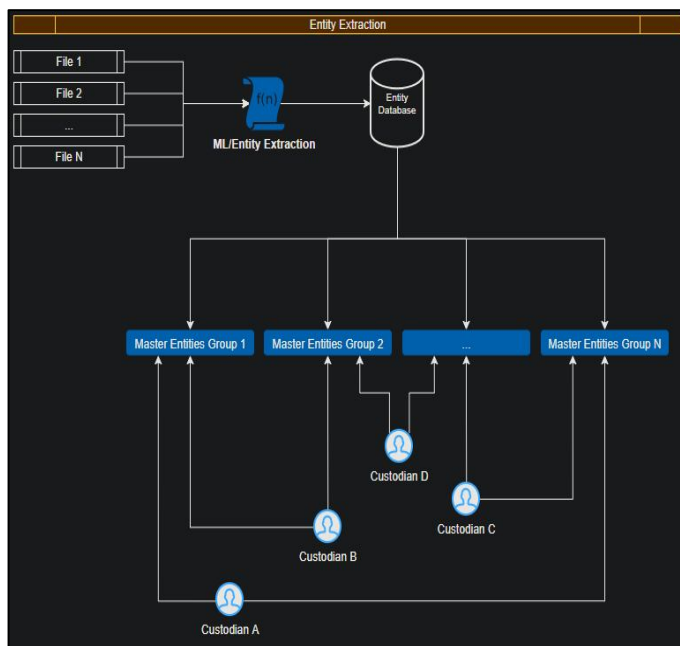 Entity Extraction
File 1
File 2
...
File N
f(n)
ML/Entity Extraction
Entity
Database
Master Entities Group 1
Master Entities Group 2
...
Master Entities Group N
Custodian D
Custodian C
Custodian B
Custodian A